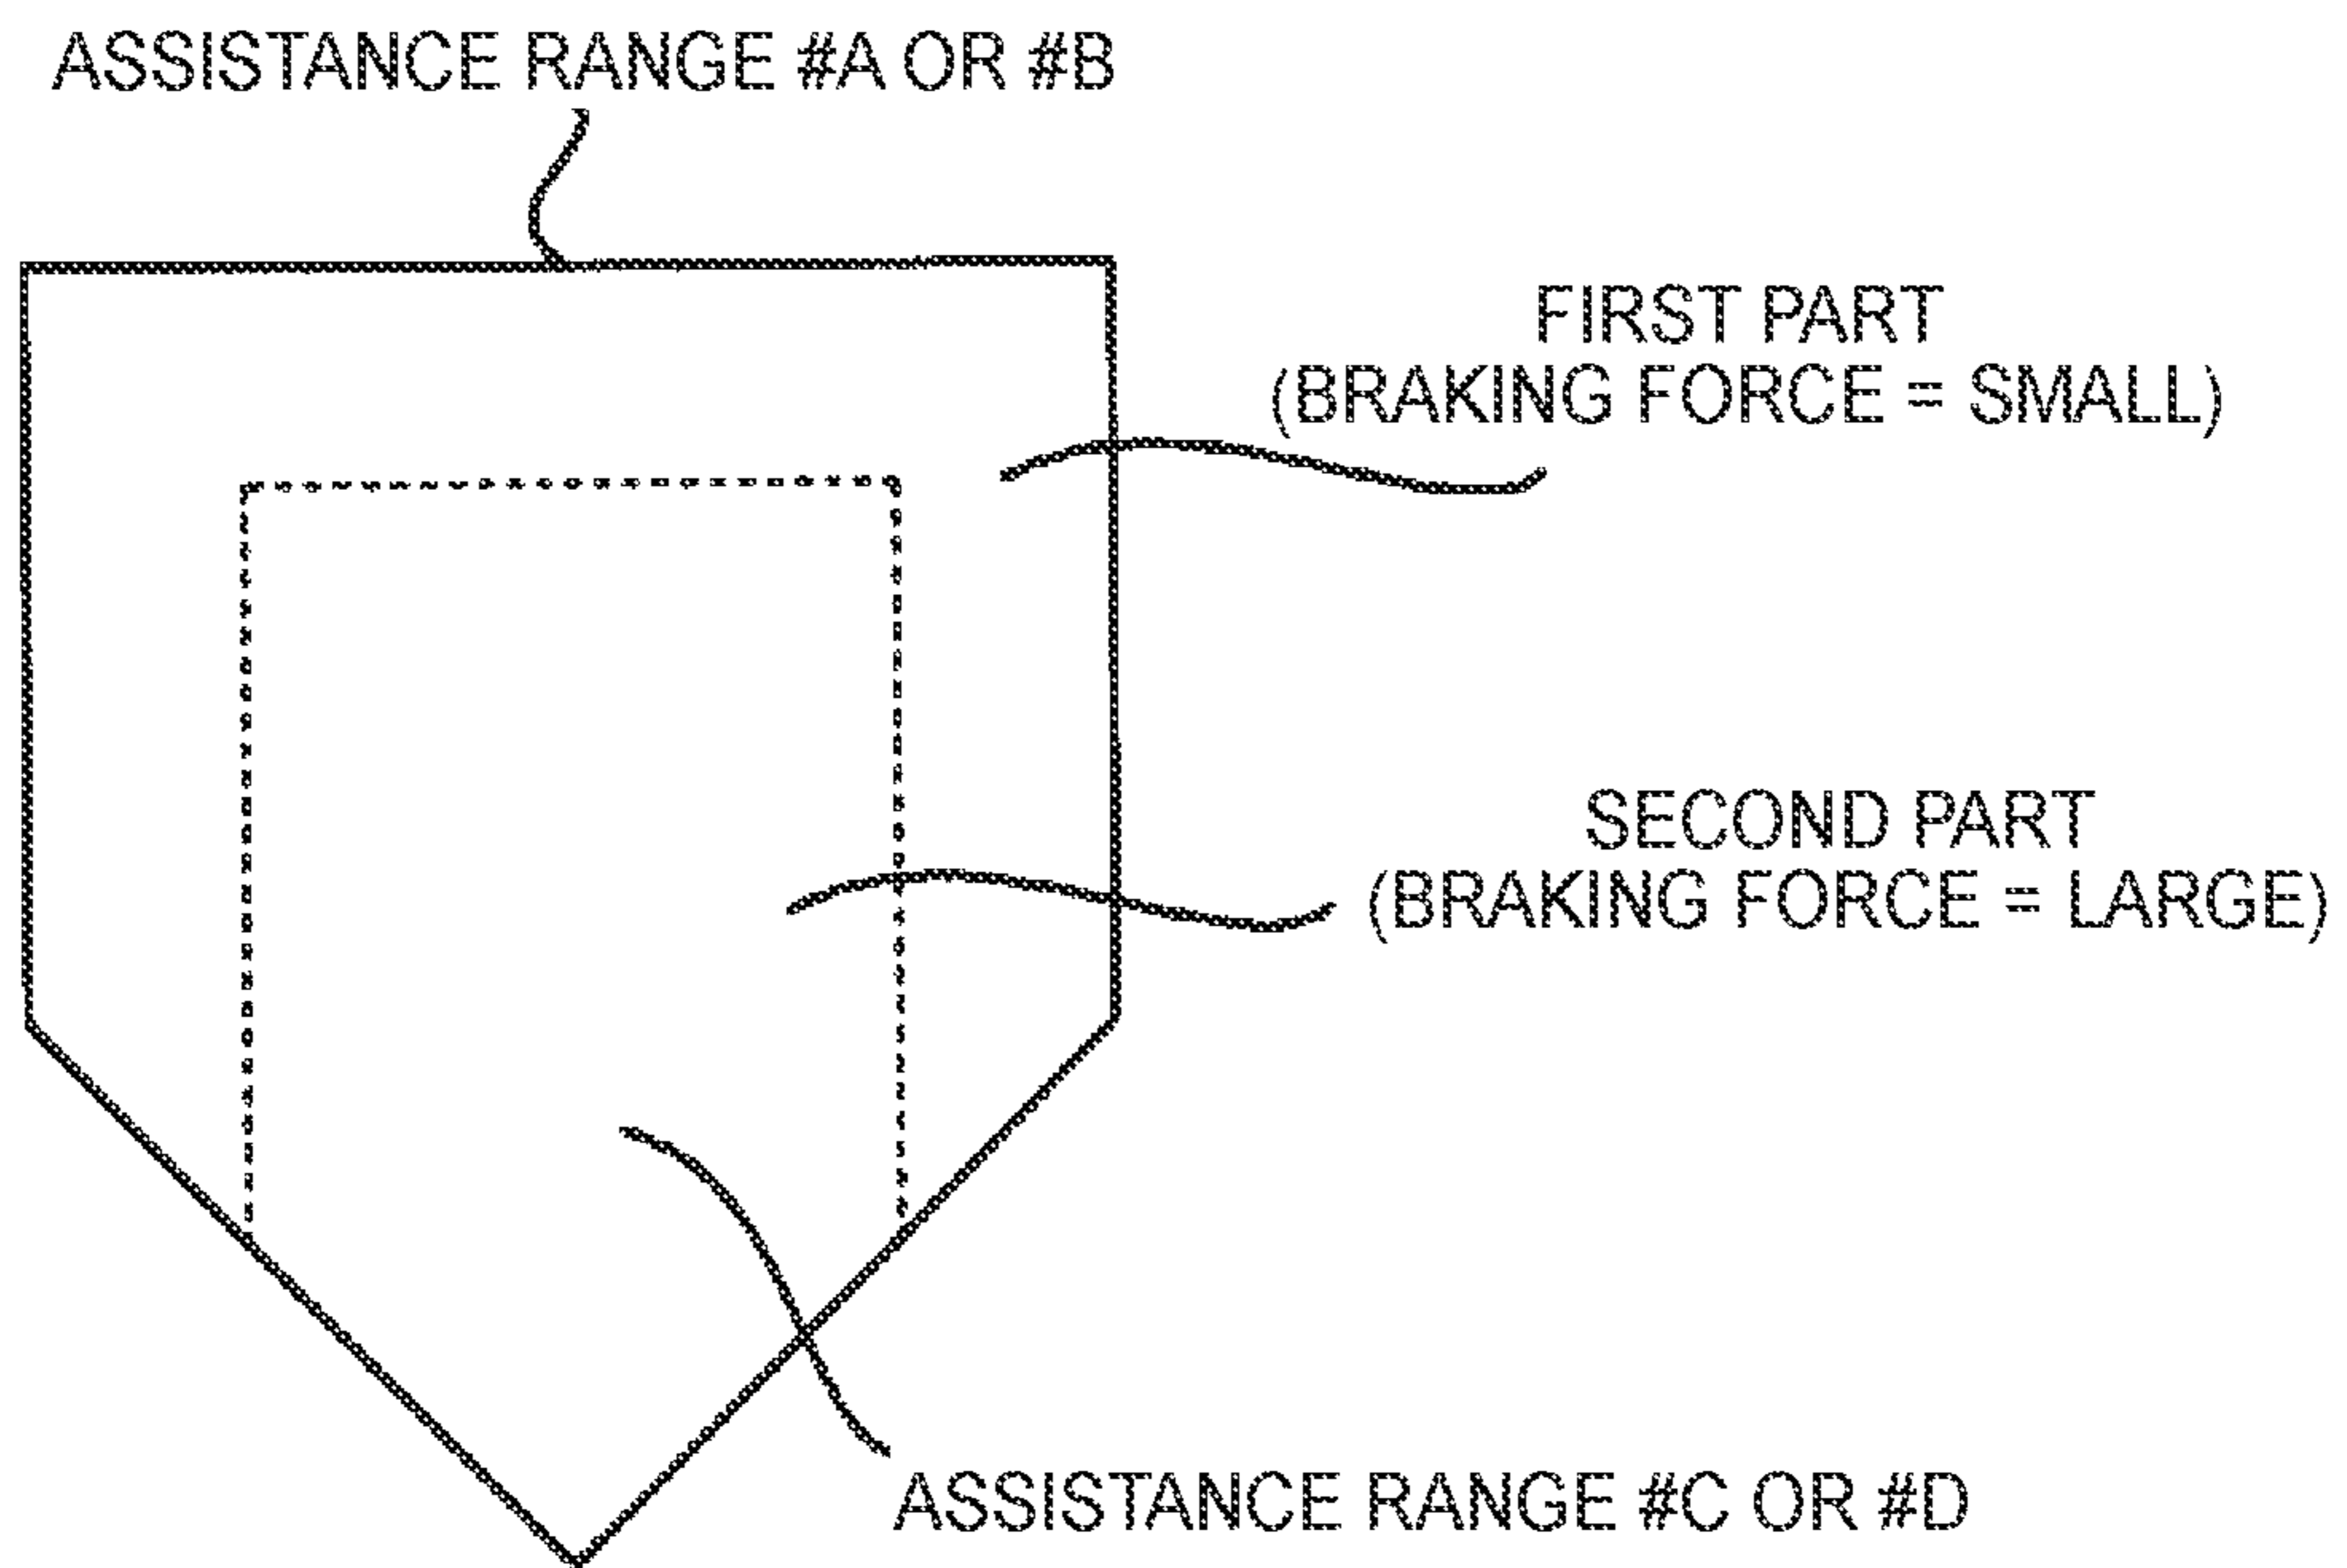 ASSISTANCE RANGE #A OR #B
FIRST PART
(BRAKING FORCE = SMALL)
SECOND PART
(BRAKING FORCE = LARGE)
ASSISTANCE RANGE #C OR #D